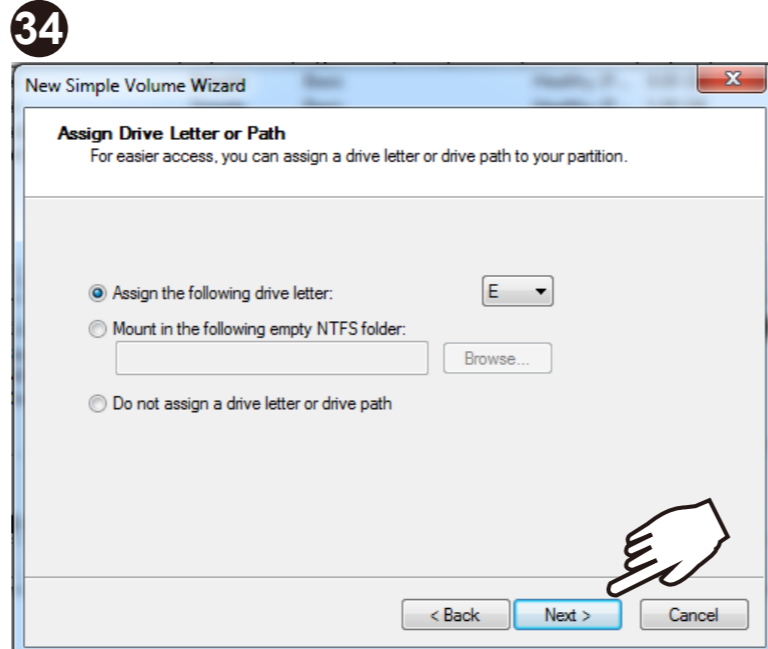 34
New Simple Volume Wizard
Assign Drive Letter or Path
For easier access, you can assign a drive letter or drive path to your partition.
Assign the following drive letter: E
Mount in the following empty NTFS folder:
Browse...
Do not assign a drive letter or drive path
< Back Next > Cancel